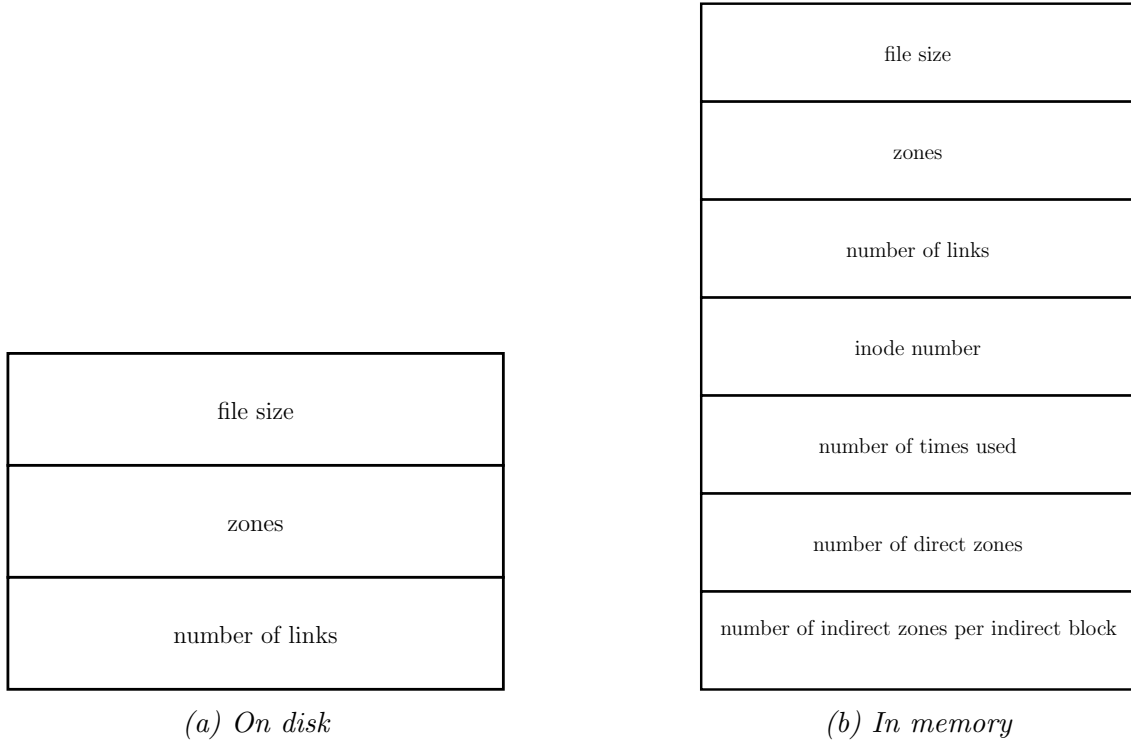 file size
zones
number of links
(a) On disk
file size
zones
number of links
inode number
number of times used
number of direct zones
number of indirect zones per indirect block
(b) In memory